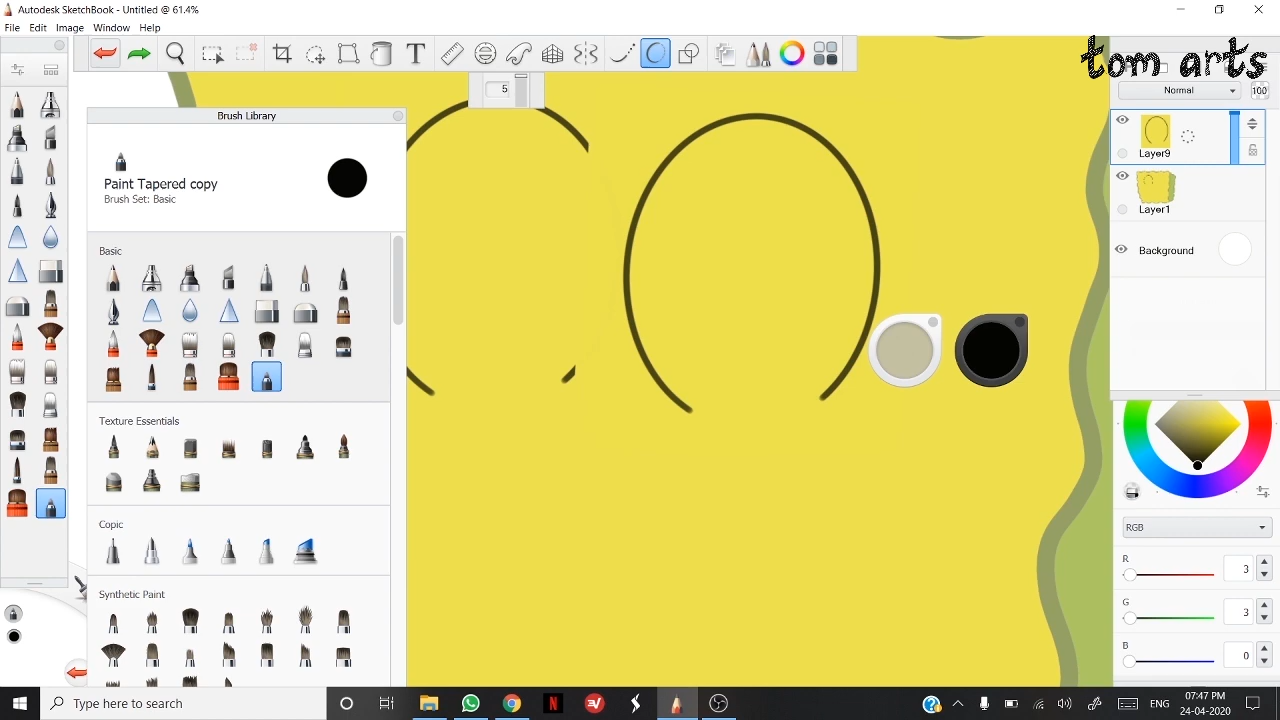 Autodesk SketchBook - Untitled @ 61.4%
File Edit Image Window Help
T
tom arts
5
Normal
100
Brush Library
Paint Tapered copy
Brush Set: Basic
Layer9
Layer1
Background
Basic
Texture Essentials
Copic
Synthetic Paint
RGB
R
3
G
3
B
0
Type here to search
N
ENG
07:47 PM
24-04-2020